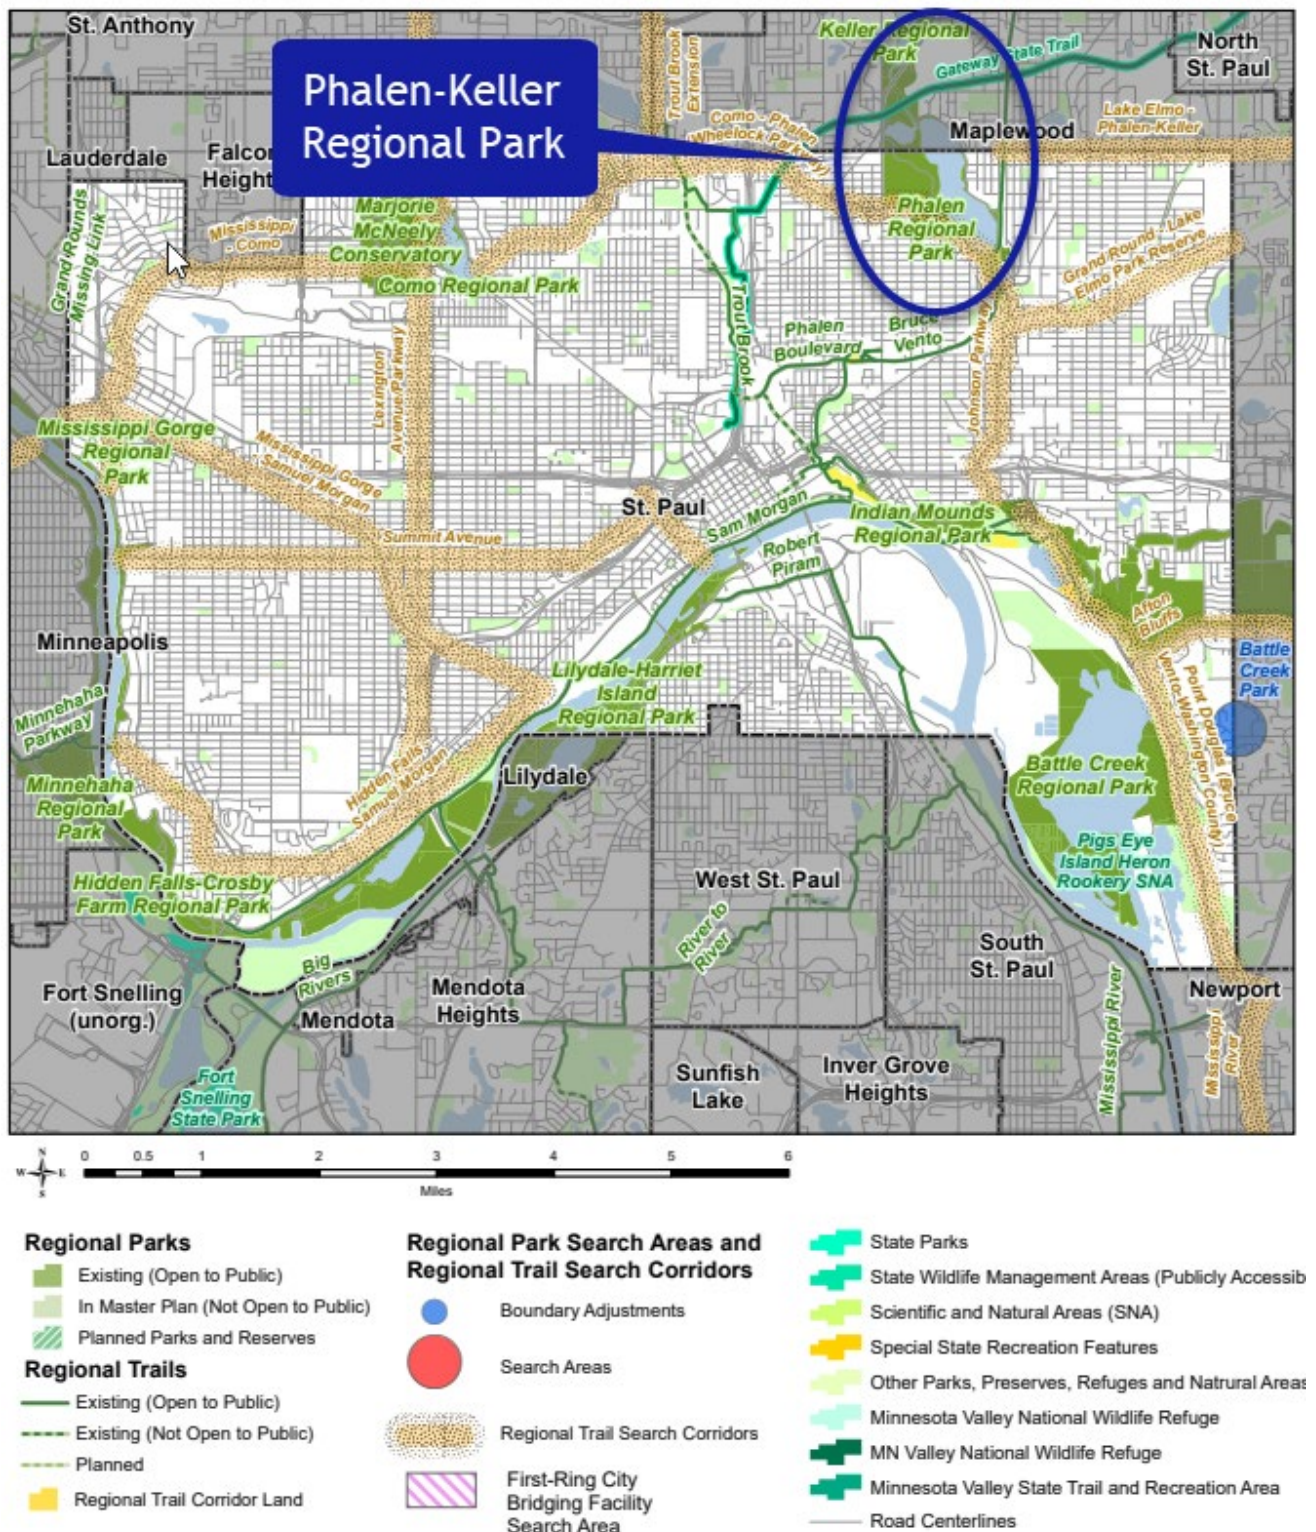 St. Anthony
Keller Regional
Park
Gateway State Trail
North
St. Paul
Phalen-Keller
Regional Park
Trout Brook
Extension
Como - Phalen
Maplewood
Lake Elmo -
Phalen-Keller
Lauderdale
Heights
Grand Rounds
Missing Link
Mississippi
- Como
Marjorie
McNeely
Conservatory
Como Regional Park
Phalen
Regional
Park
Grand Round - Lake
Elmo Park Reserve
Trout Brook
Phalen
Boulevard
Bruce
Vento
Johnson Parkway
Lexington
Avenue Parkway
Mississippi Gorge
Regional
Park
Mississippi Gorge
Samuel Morgan
St. Paul
Sam Morgan
Indian Mounds
Regional Park
Summit Avenue
Robert
Piram
Afton
Bluffs
Minneapolis
Minnehaha
Parkway
Lilydale-Harriet
Island
Regional Park
Battle
Creek
Park
Point Douglas (Bruce
Vento-Washington County)
Hidden Falls
Samuel Morgan
Lilydale
Battle Creek
Regional Park
Minnehaha
Regional
Park
Pigs Eye
Island Heron
Rookery SNA
Hidden Falls-Crosby
Farm Regional Park
West St. Paul
River to
River
South
St. Paul
Big
Rivers
Fort Snelling
(unorg.)
Mendota
Mendota
Heights
Newport
Mississippi River
Mississippi
River
Fort
Snelling
State Park
Sunfish
Lake
Inver Grove
Heights
N
W E
S
0 0.5 1 2 3 4 5 6
Miles
Regional Parks
Existing (Open to Public)
In Master Plan (Not Open to Public)
Planned Parks and Reserves
Regional Trails
Existing (Open to Public)
Existing (Not Open to Public)
Planned
Regional Trail Corridor Land
Regional Park Search Areas and
Regional Trail Search Corridors
Boundary Adjustments
Search Areas
Regional Trail Search Corridors
First-Ring City
Bridging Facility
Search Area
State Parks
State Wildlife Management Areas (Publicly Accessib
Scientific and Natural Areas (SNA)
Special State Recreation Features
Other Parks, Preserves, Refuges and Natrural Areas
Minnesota Valley National Wildlife Refuge
MN Valley National Wildlife Refuge
Minnesota Valley State Trail and Recreation Area
Road Centerlines